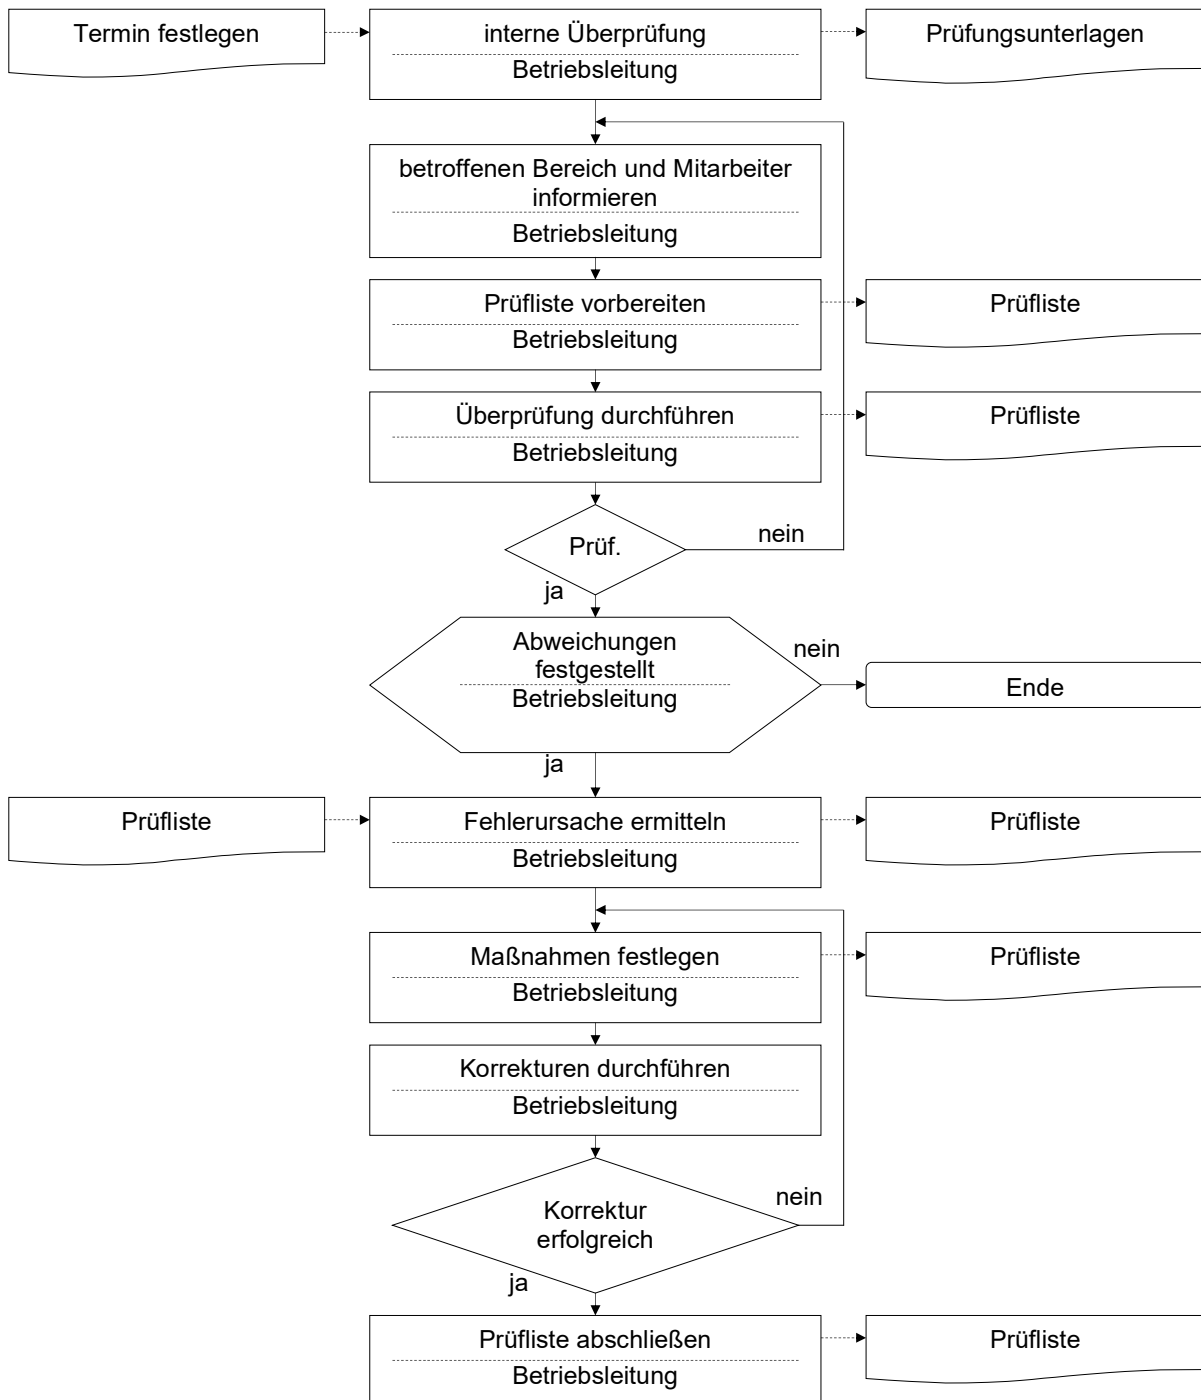 Termin festlegen
interne Überprüfung
Prüfungsunterlagen
Betriebsleitung
betroffenen Bereich und Mitarbeiter
informieren
Betriebsleitung
Prüfliste vorbereiten
Prüfliste
Betriebsleitung
Überprüfung durchführen
Prüfliste
Betriebsleitung
nein
Prüf.
ja
Abweichungen
festgestellt
nein
Betriebsleitung
Ende
ja
Prüfliste
Fehlerursache ermitteln
Prüfliste
Betriebsleitung
Maßnahmen festlegen
Prüfliste
Betriebsleitung
Korrekturen durchführen
Betriebsleitung
nein
Korrektur
erfolgreich
ja
Prüfliste abschließen
Prüfliste
Betriebsleitung